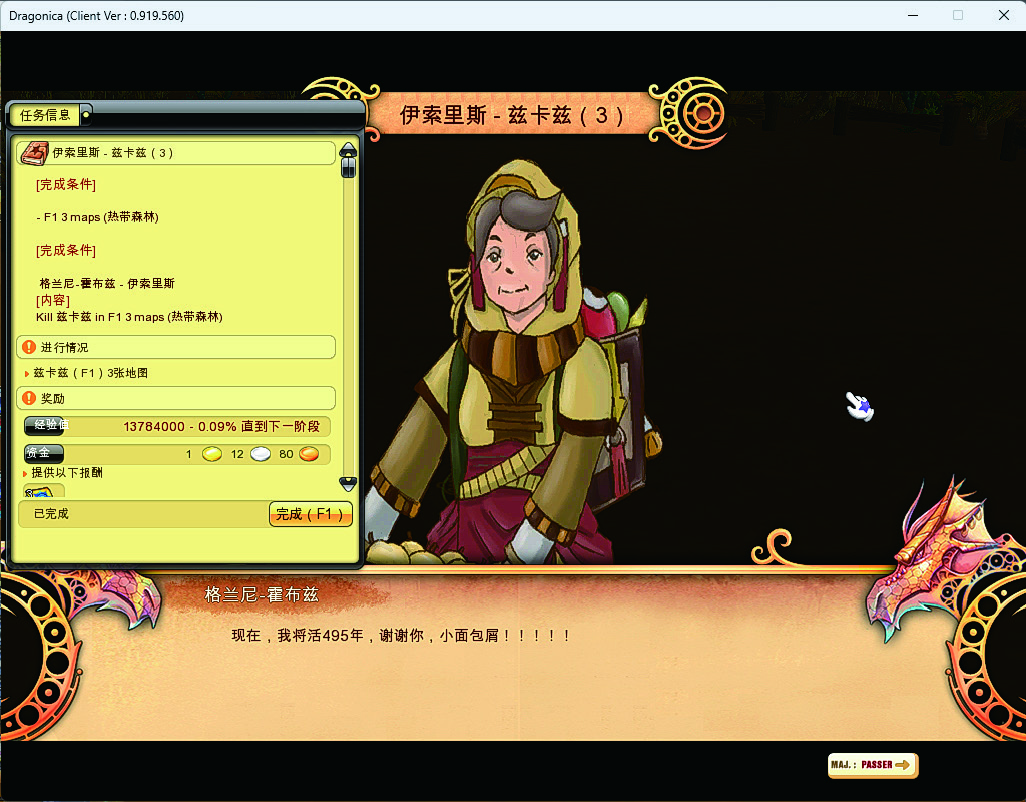 Dragonica (Client Ver : 0.919.560)
伊索里斯 - 兹卡兹 ( 3 )
任务信息
伊索里斯 - 兹卡兹 ( 3 )
[完成条件]
- F1 3 maps (热带森林)
[完成条件]
格兰尼-霍布兹 - 伊索里斯
[内容]
Kill 兹卡兹 in F1 3 maps (热带森林)
进行情况
兹卡兹 ( F1 ) 3张地图
奖励
经验值 13784000 - 0.09% 直到下一阶段
资金 1 12 80
提供以下报酬
已完成 完成 ( F1 )
格兰尼-霍布兹
现在，我将活495年，谢谢你，小面包屑！！！！！
MAJ. : PASSER